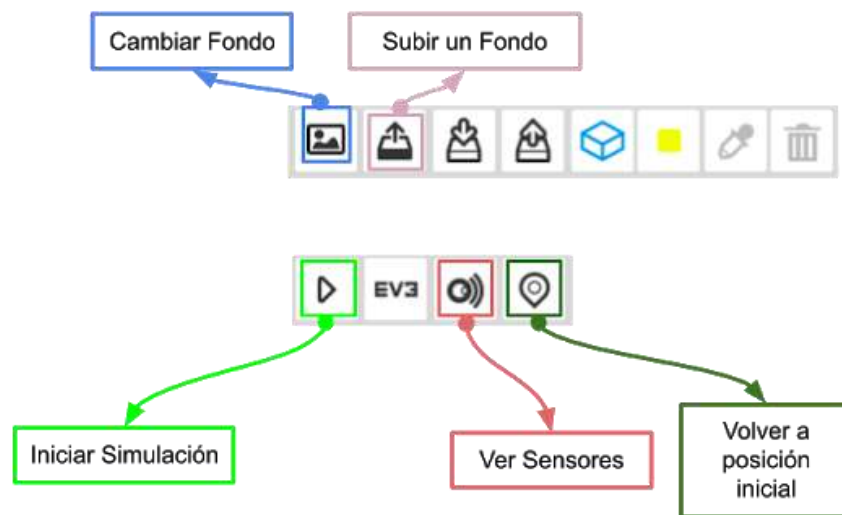 Cambiar Fondo
Subir un Fondo
EV3
Iniciar Simulación
Ver Sensores
Volver a
posición
inicial